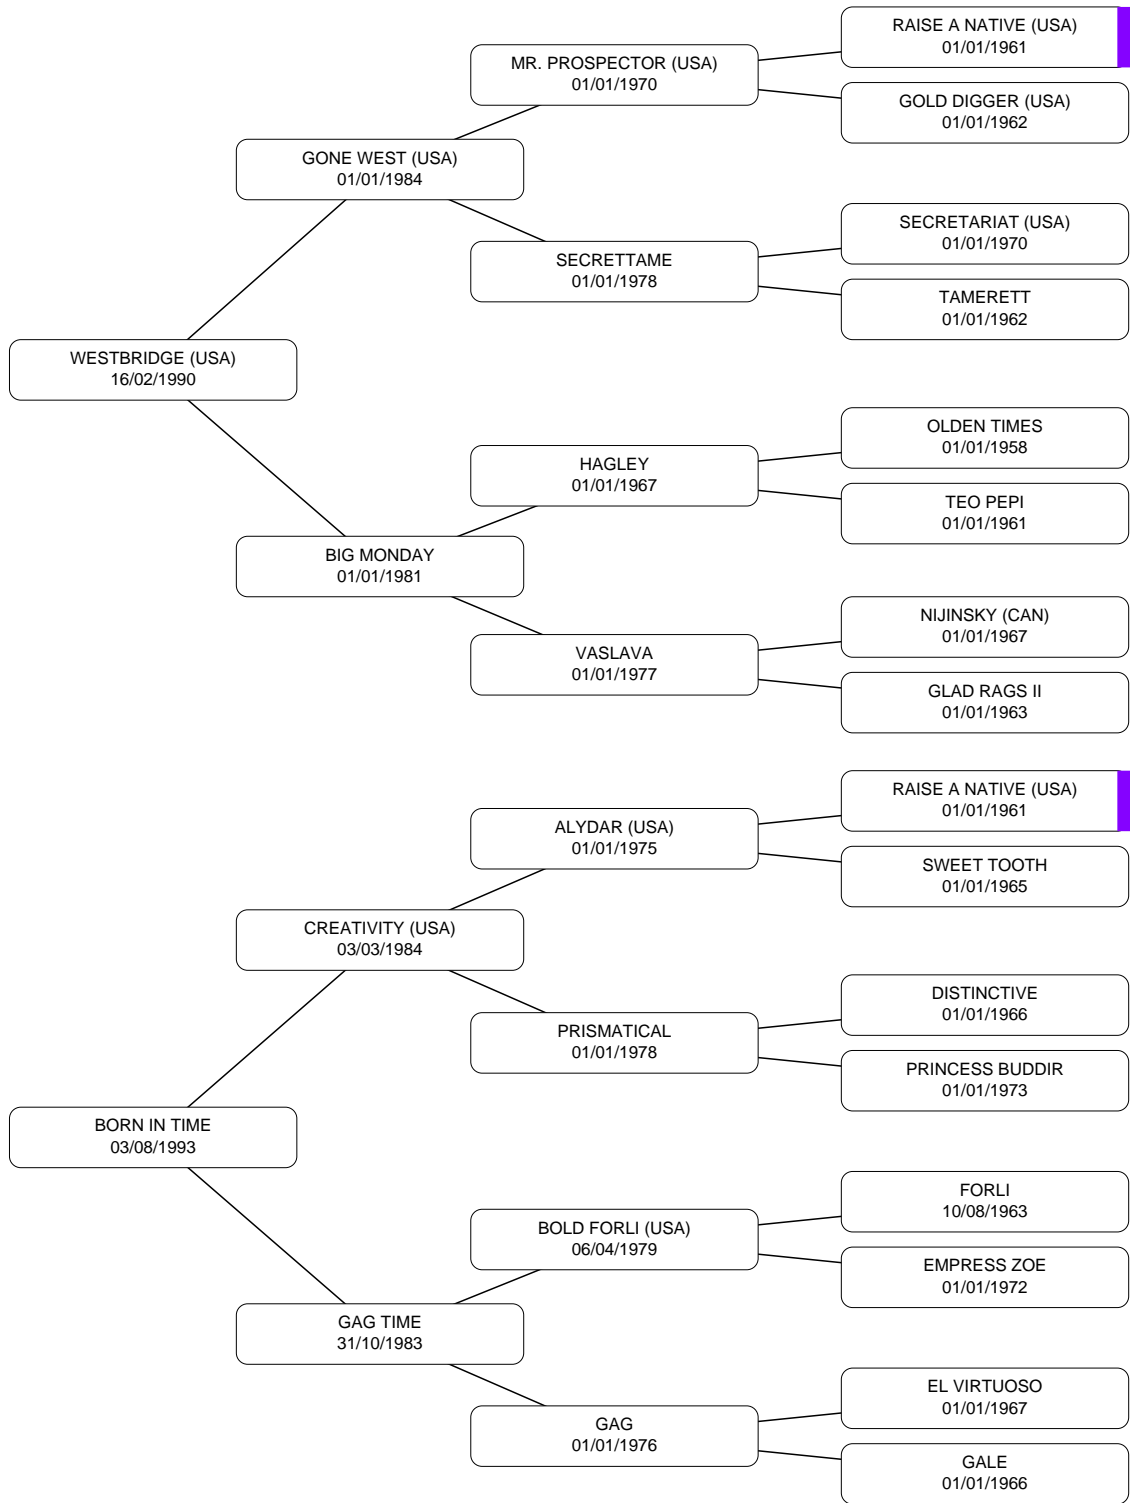 RAISE A NATIVE (USA)
01/01/1961
MR. PROSPECTOR (USA)
01/01/1970
GOLD DIGGER (USA)
01/01/1962
GONE WEST (USA)
01/01/1984
SECRETARIAT (USA)
01/01/1970
SECRETTAME
01/01/1978
TAMERETT
01/01/1962
WESTBRIDGE (USA)
16/02/1990
OLDEN TIMES
01/01/1958
HAGLEY
01/01/1967
TEO PEPI
01/01/1961
BIG MONDAY
01/01/1981
NIJINSKY (CAN)
01/01/1967
VASLAVA
01/01/1977
GLAD RAGS II
01/01/1963
RAISE A NATIVE (USA)
01/01/1961
ALYDAR (USA)
01/01/1975
SWEET TOOTH
01/01/1965
CREATIVITY (USA)
03/03/1984
DISTINCTIVE
01/01/1966
PRISMATICAL
01/01/1978
PRINCESS BUDDIR
01/01/1973
BORN IN TIME
03/08/1993
FORLI
10/08/1963
BOLD FORLI (USA)
06/04/1979
EMPRESS ZOE
01/01/1972
GAG TIME
31/10/1983
EL VIRTUOSO
01/01/1967
GAG
01/01/1976
GALE
01/01/1966